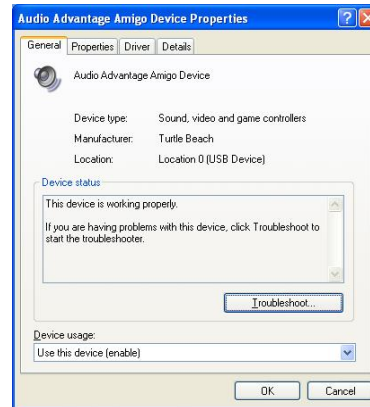 Audio Advantage Amigo Device Properties
General Properties Driver Details
Audio Advantage Amigo Device
Device type: Sound, video and game controllers
Manufacturer: Turtle Beach
Location: Location 0 (USB Device)
Device status
This device is working properly.
If you are having problems with this device, click Troubleshoot to
start the troubleshooter.
Troubleshoot...
Device usage:
Use this device (enable)
OK Cancel